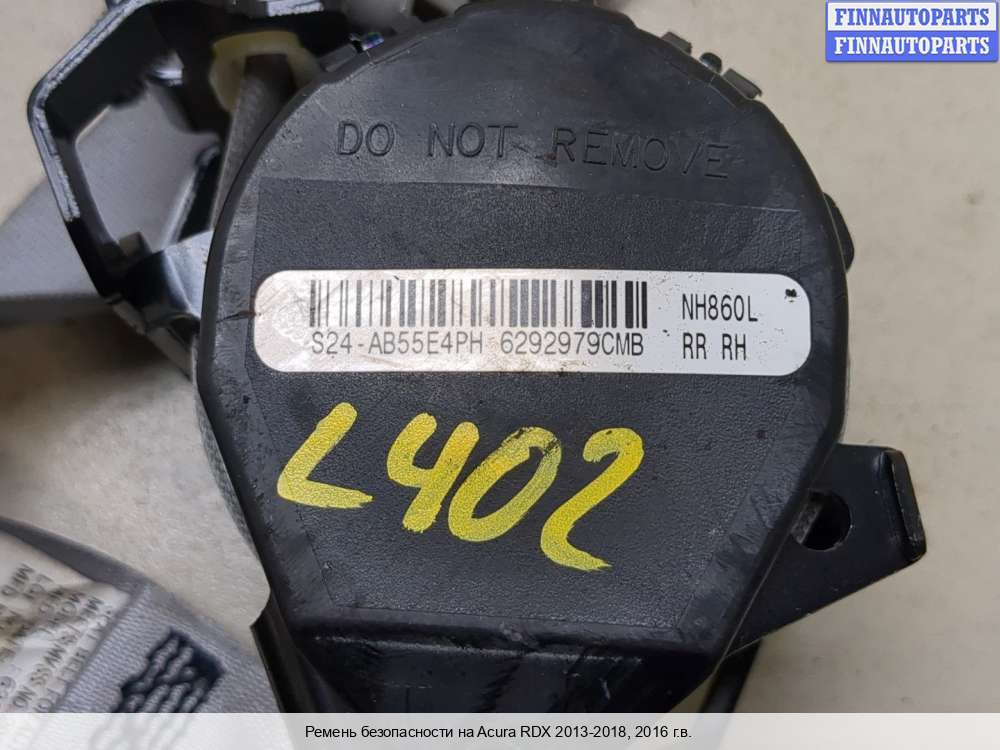 FINNAUTOPARTS
FINNAUTOPARTS
DO NOT REMOVE
S24-AB55E4PH 6292979CMB
NH860L
RR RH
L402
Ремень безопасности на Acura RDX 2013-2018, 2016 г.в.